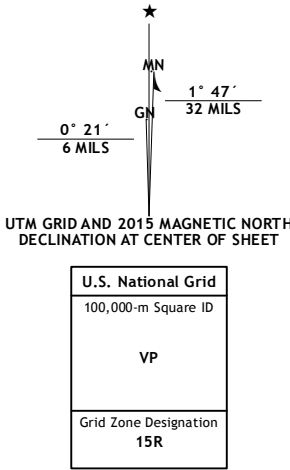 ★
MN
1° 47´
32 MILS
GN
0° 21´
6 MILS
UTM GRID AND 2015 MAGNETIC NORTH
DECLINATION AT CENTER OF SHEET
U.S. National Grid
100,000-m Square ID
VP
Grid Zone Designation
15R